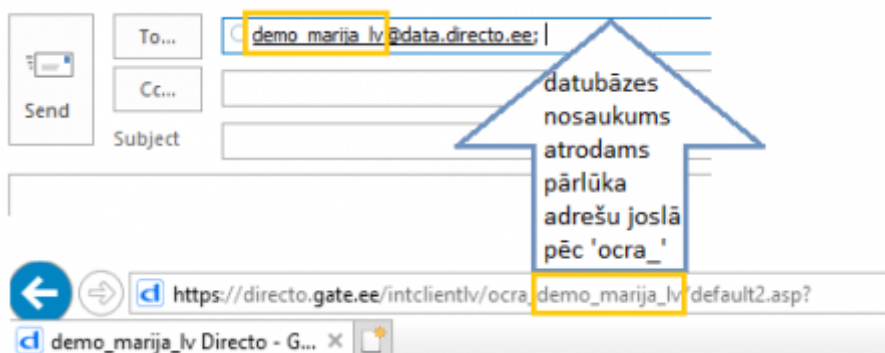 To...
demo_marija_lv@data.directo.ee;
Cc...
Send
Subject
datubāzes
nosaukums
atrodams
pārlūka
adrešu joslā
pēc 'ocra_'
https://directo.gate.ee/intclientlv/ocra_demo_marija_lv/default2.asp?
demo_marija_lv Directo - G...